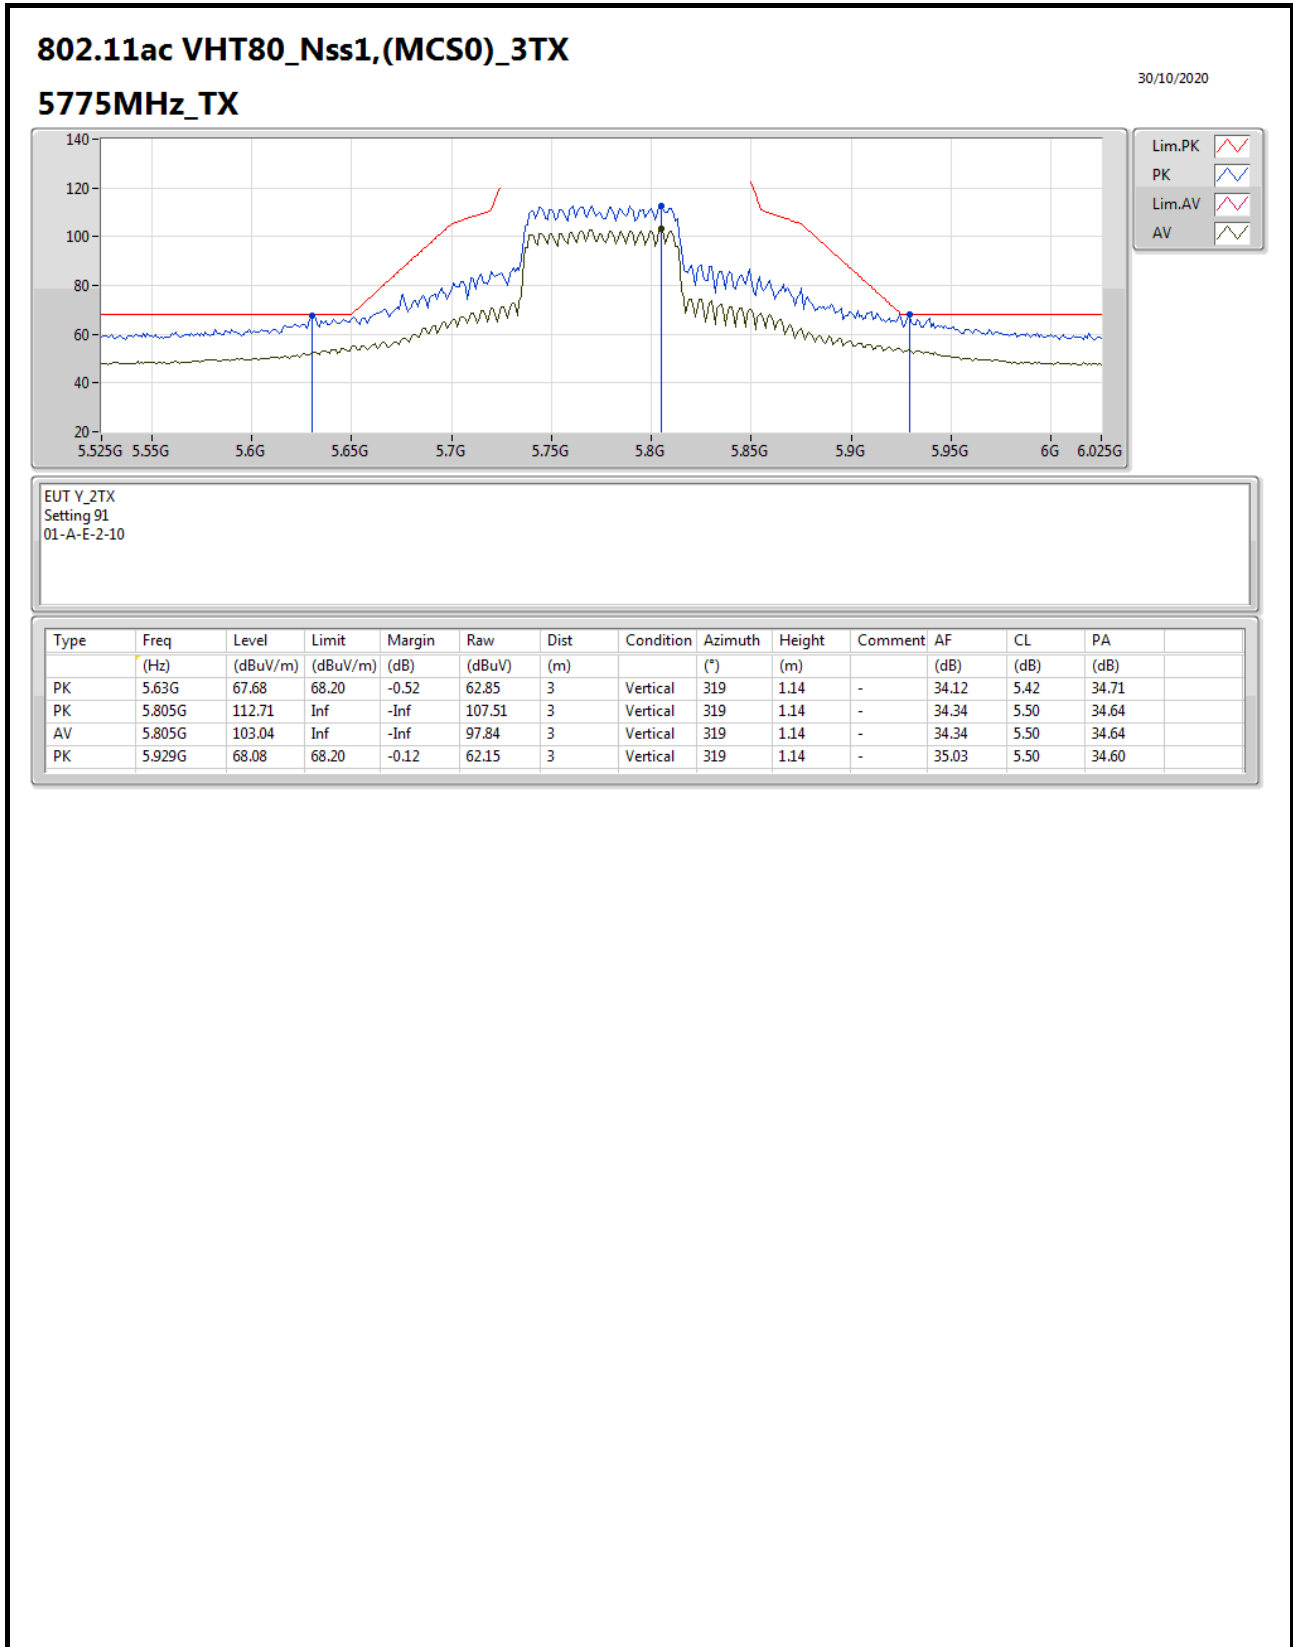 802.11ac VHT80_Nss1,(MCS0)_3TX
30/10/2020
5775MHz_TX
140
120
100
80
60
40
20
5.525G 5.55G 5.6G 5.65G 5.7G 5.75G 5.8G 5.85G 5.9G 5.95G 6G 6.025G
Lim.PK
PK
Lim.AV
AV
EUT Y_2TX
Setting 91
01-A-E-2-10
Type Freq Level Limit Margin Raw Dist Condition Azimuth Height Comment AF CL PA
(Hz) (dBuV/m) (dBuV/m) (dB) (dBuV) (m) (°) (m) (dB) (dB) (dB)
PK 5.63G 67.68 68.20 -0.52 62.85 3 Vertical 319 1.14 - 34.12 5.42 34.71
PK 5.805G 112.71 Inf -Inf 107.51 3 Vertical 319 1.14 - 34.34 5.50 34.64
AV 5.805G 103.04 Inf -Inf 97.84 3 Vertical 319 1.14 - 34.34 5.50 34.64
PK 5.929G 68.08 68.20 -0.12 62.15 3 Vertical 319 1.14 - 35.03 5.50 34.60